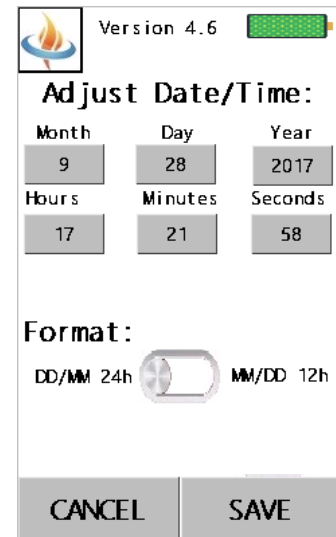 Version 4.6
Adjust Date/Time:
Month Day Year
9 28 2017
Hours Minutes Seconds
17 21 58
Format:
DD/MM 24h MM/DD 12h
CANCEL SAVE